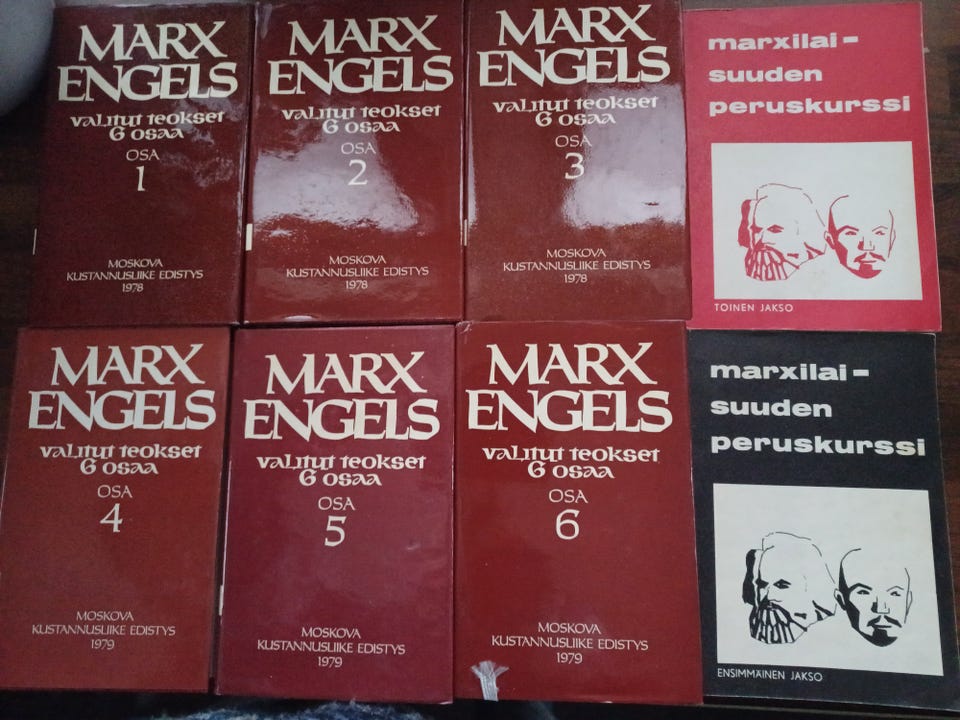 MARX
ENGELS
valitut teokset
6 osaa
OSA
1
MOSKOVA
KUSTANNUSLIIKE EDISTYS
1978
MARX
ENGELS
valitut teokset
6 osaa
OSA
2
MOSKOVA
KUSTANNUSLIIKE EDISTYS
1978
MARX
ENGELS
valitut teokset
6 osaa
OSA
3
MOSKOVA
KUSTANNUSLIIKE EDISTYS
1978
marxilai-
suuden
peruskurssi
TOINEN JAKSO
MARX
ENGELS
valitut teokset
6 osaa
OSA
4
MOSKOVA
KUSTANNUSLIIKE EDISTYS
1979
MARX
ENGELS
valitut teokset
6 osaa
OSA
5
MOSKOVA
KUSTANNUSLIIKE EDISTYS
1979
MARX
ENGELS
valitut teokset
6 osaa
OSA
6
MOSKOVA
KUSTANNUSLIIKE EDISTYS
1979
marxilai-
suuden
peruskurssi
ENSIMMÄINEN JAKSO